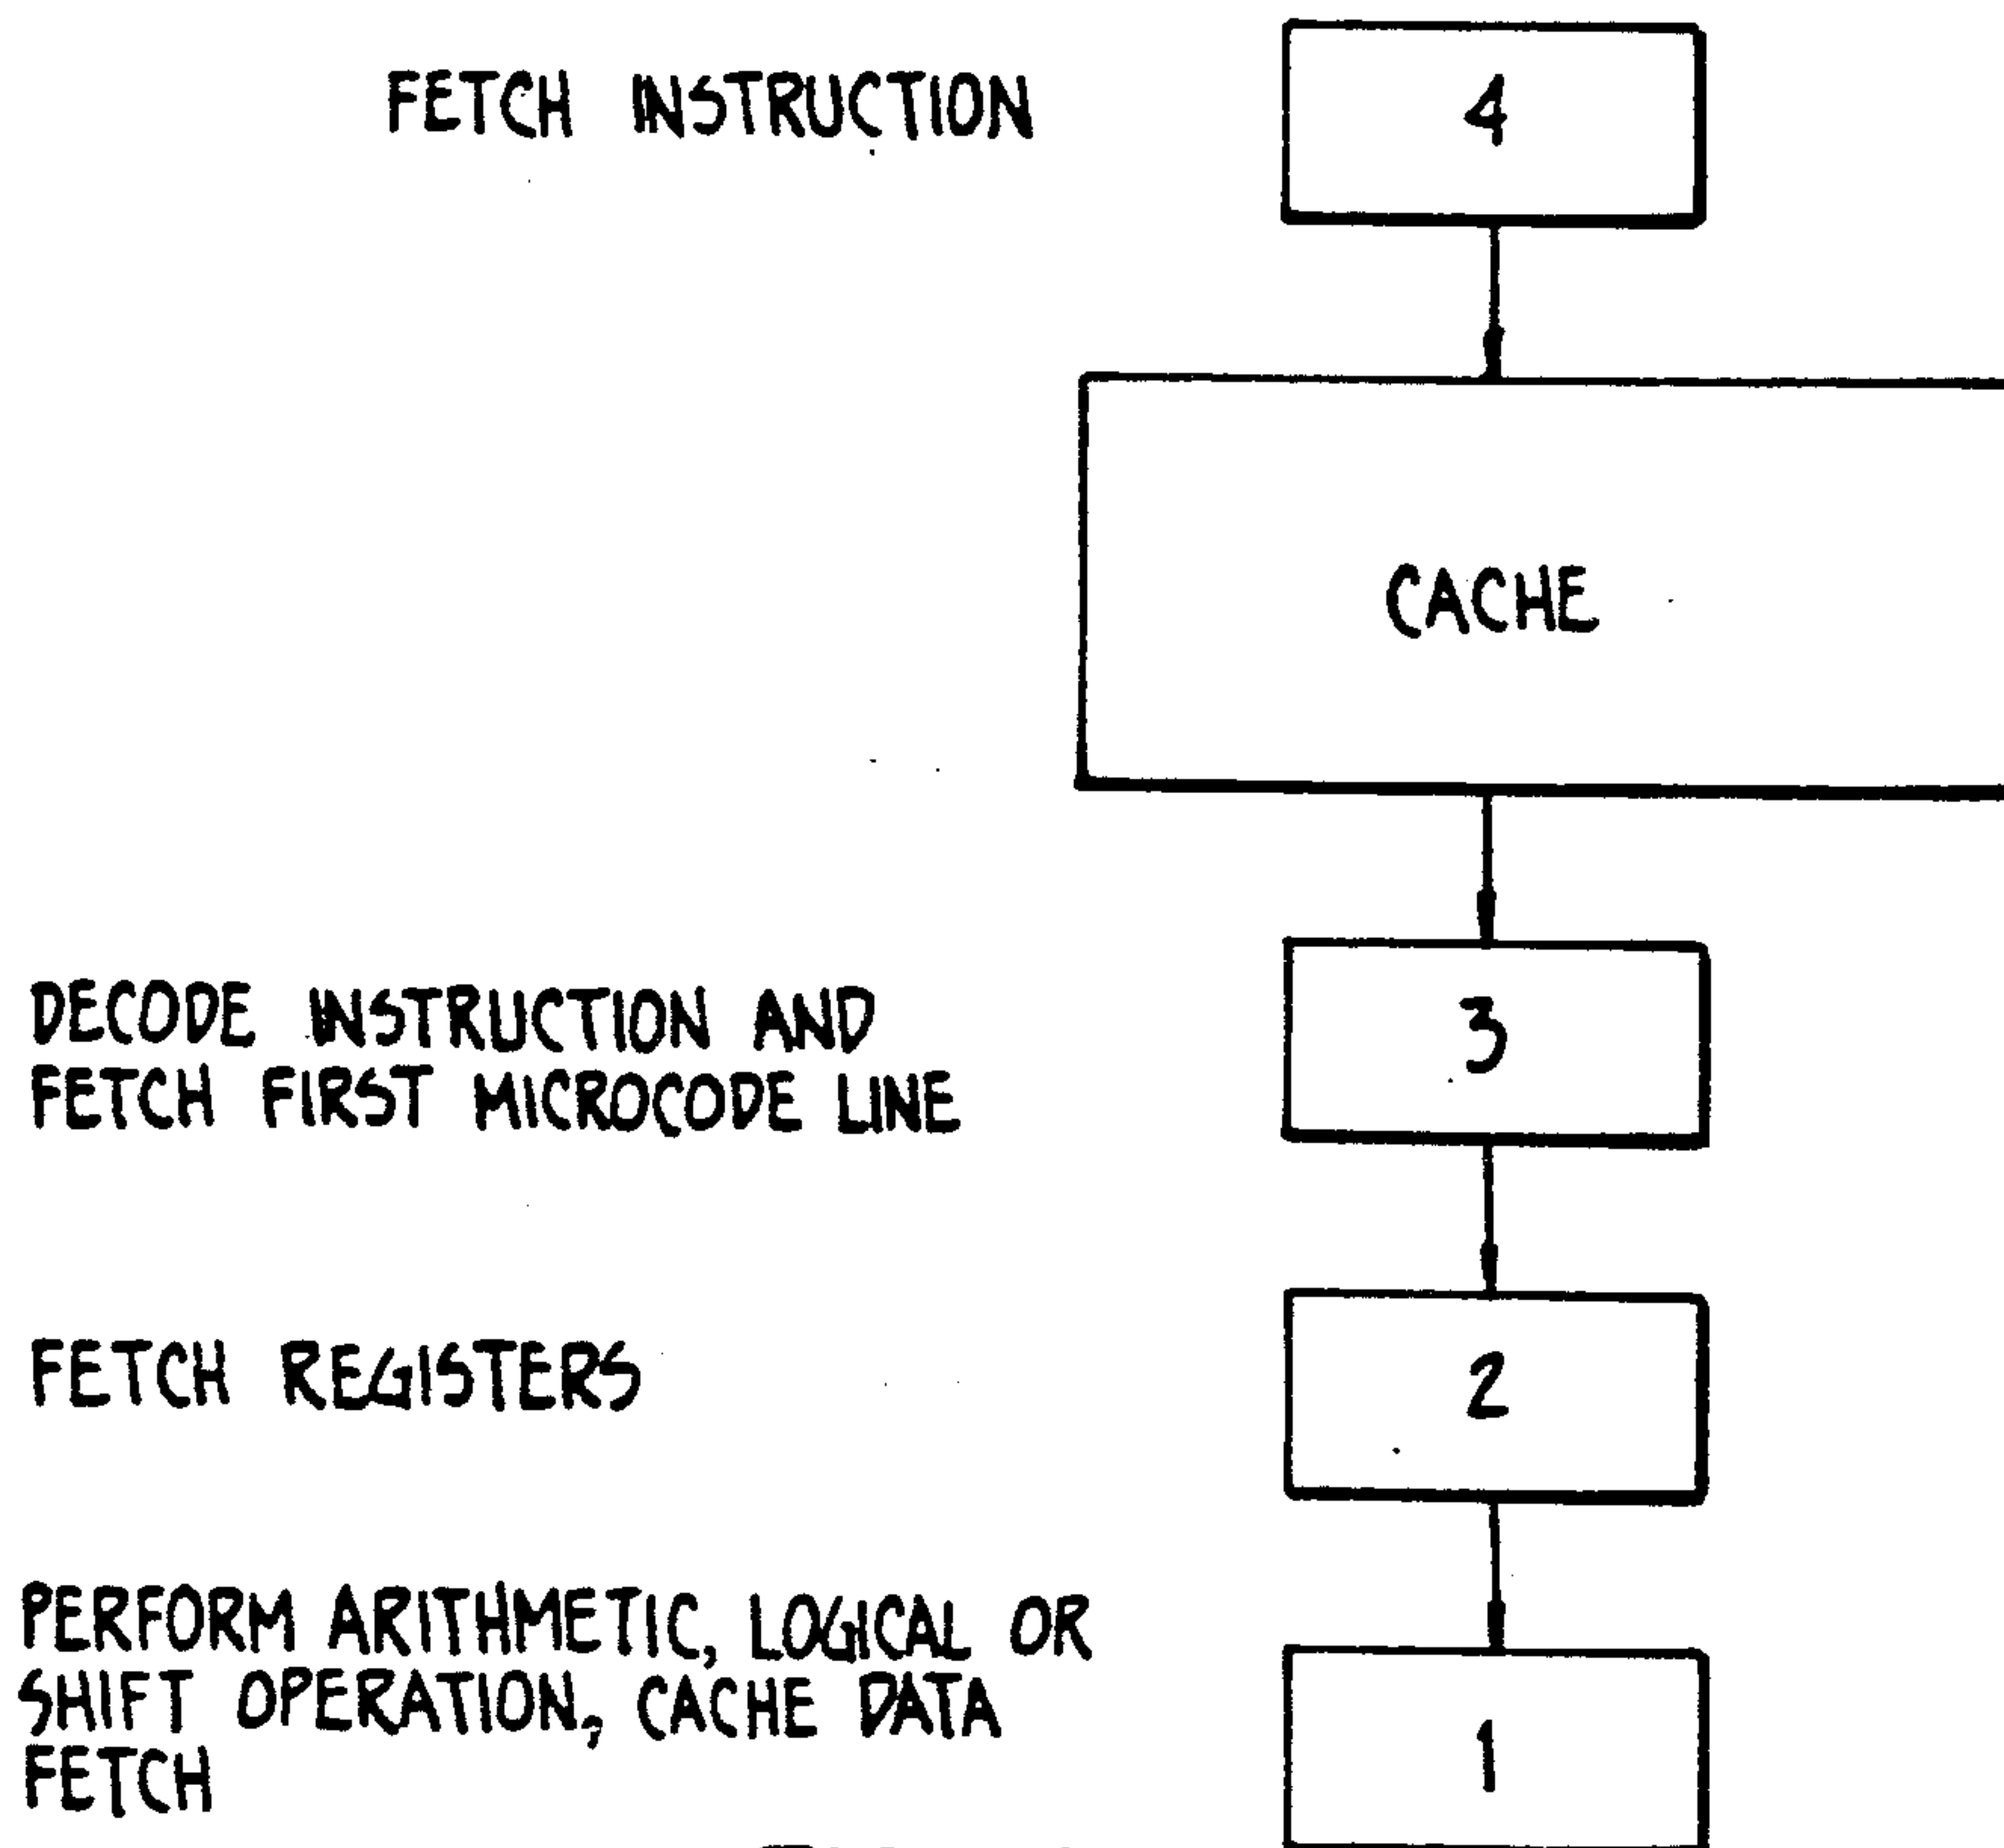 FETCH INSTRUCTION
4
CACHE
3
DECODE INSTRUCTION AND
FETCH FIRST MICROCODE LINE
FETCH REGISTERS
2
PERFORM ARITHMETIC, LOGICAL OR
SHIFT OPERATION, CACHE DATA
FETCH
1